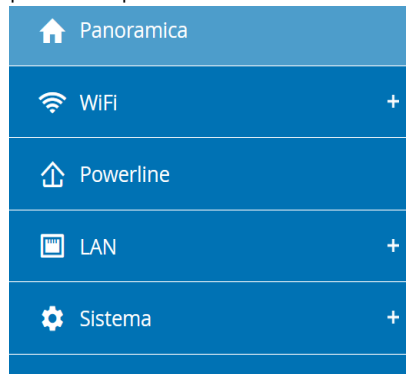 Panoramica
WiFi +
Powerline
LAN +
Sistema +